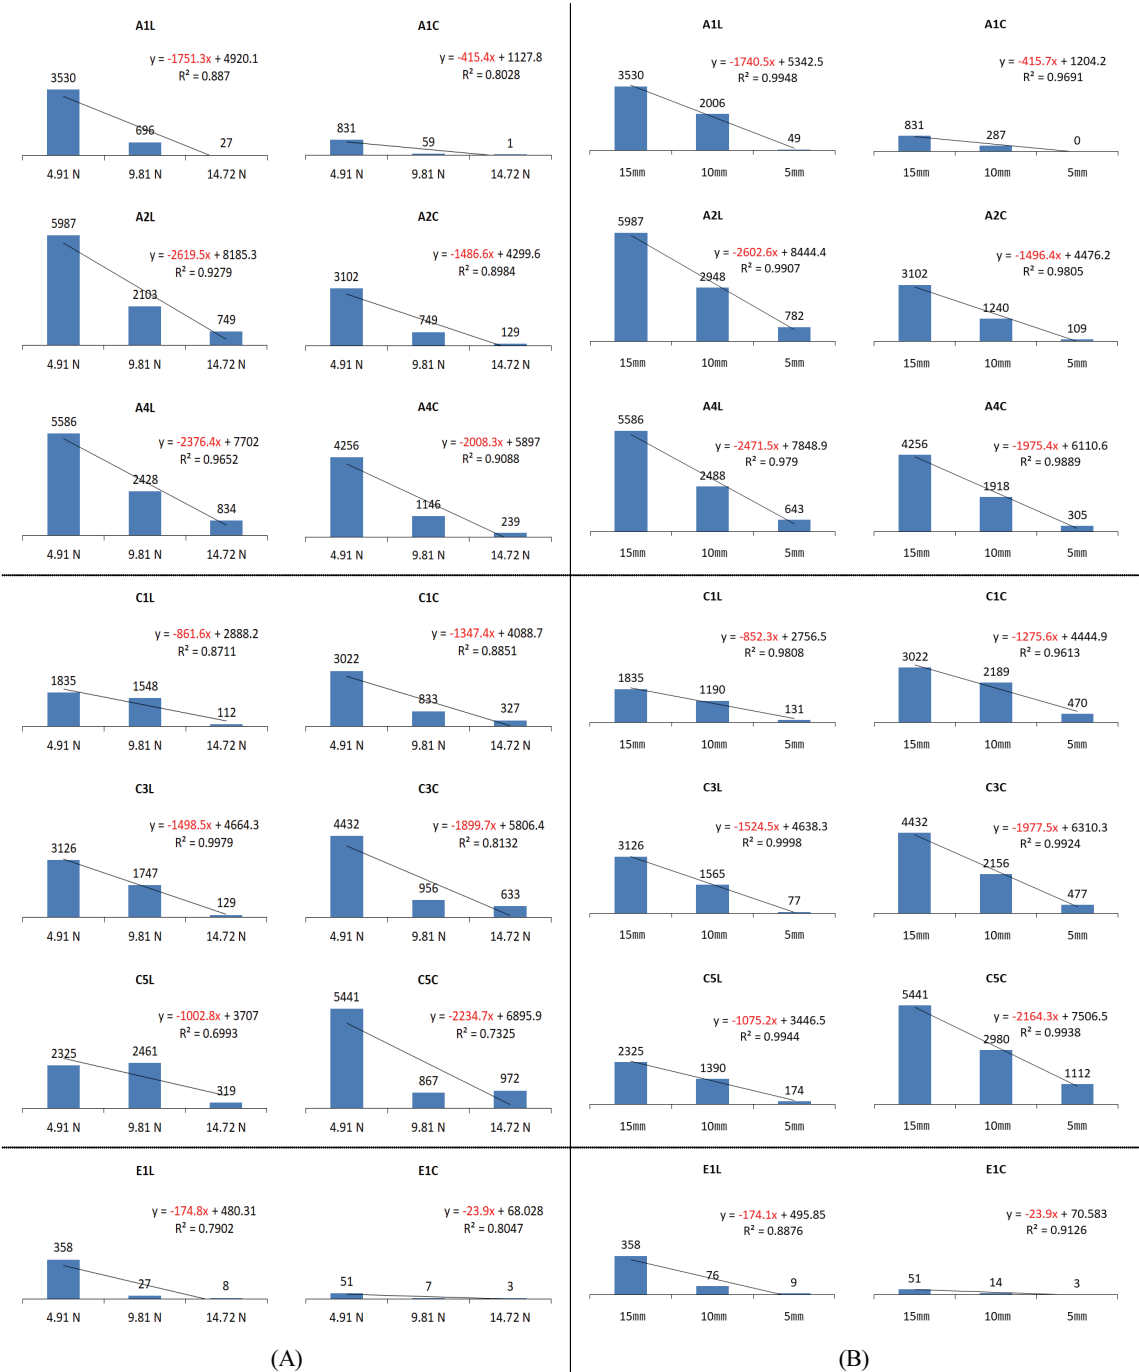 A1L
y = -1751.3x + 4920.1
R² = 0.887
3530
696
27
4.91 N 9.81 N 14.72 N
A1C
y = -415.4x + 1127.8
R² = 0.8028
831
59
1
4.91 N 9.81 N 14.72 N
A2L
5987
y = -2619.5x + 8185.3
R² = 0.9279
2103
749
4.91 N 9.81 N 14.72 N
A2C
y = -1486.6x + 4299.6
R² = 0.8984
3102
749
129
4.91 N 9.81 N 14.72 N
A4L
5586
y = -2376.4x + 7702
R² = 0.9652
2428
834
4.91 N 9.81 N 14.72 N
A4C
y = -2008.3x + 5897
R² = 0.9088
4256
1146
239
4.91 N 9.81 N 14.72 N
C1L
y = -861.6x + 2888.2
R² = 0.8711
1835
1548
112
4.91 N 9.81 N 14.72 N
C1C
y = -1347.4x + 4088.7
R² = 0.8851
3022
833
327
4.91 N 9.81 N 14.72 N
C3L
y = -1498.5x + 4664.3
R² = 0.9979
3126
1747
129
4.91 N 9.81 N 14.72 N
C3C
4432
y = -1899.7x + 5806.4
R² = 0.8132
956
633
4.91 N 9.81 N 14.72 N
C5L
y = -1002.8x + 3707
R² = 0.6993
2325
2461
319
4.91 N 9.81 N 14.72 N
C5C
5441
y = -2234.7x + 6895.9
R² = 0.7325
867
972
4.91 N 9.81 N 14.72 N
E1L
y = -174.8x + 480.31
R² = 0.7902
358
27
8
4.91 N 9.81 N 14.72 N
E1C
y = -23.9x + 68.028
R² = 0.8047
51
7
3
4.91 N 9.81 N 14.72 N
(A)
A1L
y = -1740.5x + 5342.5
R² = 0.9948
3530
2006
49
15mm 10mm 5mm
A1C
y = -415.7x + 1204.2
R² = 0.9691
831
287
0
15mm 10mm 5mm
A2L
5987
y = -2602.6x + 8444.4
R² = 0.9907
2948
782
15mm 10mm 5mm
A2C
y = -1496.4x + 4476.2
R² = 0.9805
3102
1240
109
15mm 10mm 5mm
A4L
5586
y = -2471.5x + 7848.9
R² = 0.979
2488
643
15mm 10mm 5mm
A4C
y = -1975.4x + 6110.6
R² = 0.9889
4256
1918
305
15mm 10mm 5mm
C1L
y = -852.3x + 2756.5
R² = 0.9808
1835
1190
131
15mm 10mm 5mm
C1C
y = -1275.6x + 4444.9
R² = 0.9613
3022
2189
470
15mm 10mm 5mm
C3L
y = -1524.5x + 4638.3
R² = 0.9998
3126
1565
77
15mm 10mm 5mm
C3C
4432
y = -1977.5x + 6310.3
R² = 0.9924
2156
477
15mm 10mm 5mm
C5L
y = -1075.2x + 3446.5
R² = 0.9944
2325
1390
174
15mm 10mm 5mm
C5C
5441
y = -2164.3x + 7506.5
R² = 0.9938
2980
1112
15mm 10mm 5mm
E1L
y = -174.1x + 495.85
R² = 0.8876
358
76
9
15mm 10mm 5mm
E1C
y = -23.9x + 70.583
R² = 0.9126
51
14
3
15mm 10mm 5mm
(B)